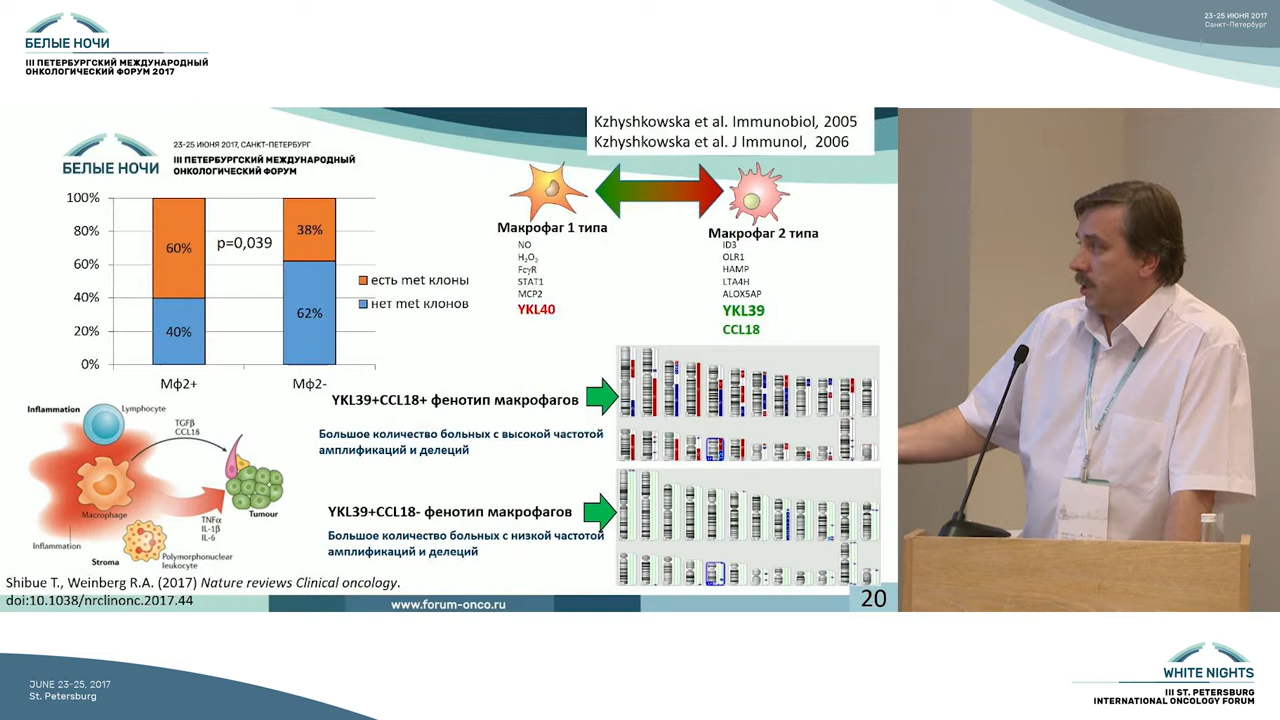 БЕЛЫЕ НОЧИ
III ПЕТЕРБУРГСКИЙ МЕЖДУНАРОДНЫЙ
ОНКОЛОГИЧЕСКИЙ ФОРУМ 2017
23-25 ИЮНЯ 2017
Санкт-Петербург
Kzhyshkowska et al. Immunobiol, 2005
Kzhyshkowska et al. J Immunol, 2006
БЕЛЫЕ НОЧИ
23-25 ИЮНЯ 2017, САНКТ-ПЕТЕРБУРГ
III ПЕТЕРБУРГСКИЙ МЕЖДУНАРОДНЫЙ
ОНКОЛОГИЧЕСКИЙ ФОРУМ
100%
80%
60%
40%
20%
0%
60%
40%
p=0,039
38%
62%
Мф2+
Мф2-
есть met клоны
нет met клонов
Макрофаг 1 типа
NO
H₂O₂
FcγR
STAT1
MCP2
YKL40
Макрофаг 2 типа
ID3
OLR1
HAMP
LTA4H
ALOX5AP
YKL39
CCL18
YKL39+CCL18+ фенотип макрофагов
Большое количество больных с высокой частотой
амплификаций и делеций
YKL39+CCL18- фенотип макрофагов
Большое количество больных с низкой частотой
амплификаций и делеций
Inflammation
Lymphocyte
TGFβ
CCL18
Macrophage
Tumour
TNFα
IL-1β
IL-6
Inflammation
Stroma
Polymorphonuclear
leukocyte
Shibue T., Weinberg R.A. (2017) Nature reviews Clinical oncology.
doi:10.1038/nrclinonc.2017.44
www.forum-onco.ru
20
JUNE 23-25, 2017
St. Petersburg
WHITE NIGHTS
III ST. PETERSBURG
INTERNATIONAL ONCOLOGY FORUM